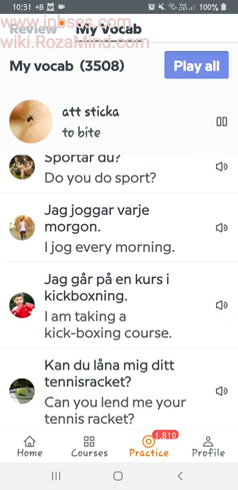 10:31 +8
100%
www.inbses.com
Review My Vocab
wiki.RozaMind.com
My vocab (3508) Play all
att sticka
to bite
Sportar du?
Do you do sport?
Jag joggar varje
morgon.
I jog every morning.
Jag går på en kurs i
kickboxning.
I am taking a
kick-boxing course.
Kan du låna mig ditt
tennisracket?
Can you lend me your
tennis racket?
1,810
Home Courses Practice Profile